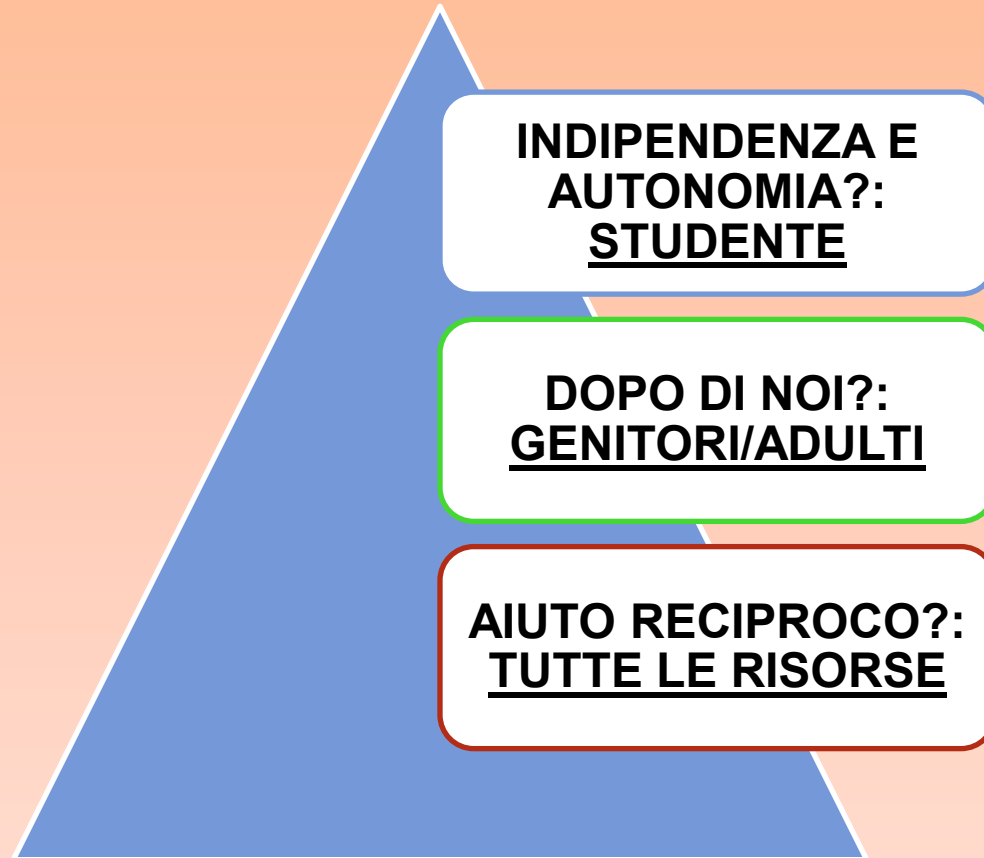 INDIPENDENZA E
AUTONOMIA?:
STUDENTE
DOPO DI NOI?:
GENITORI/ADULTI
AIUTO RECIPROCO?:
TUTTE LE RISORSE